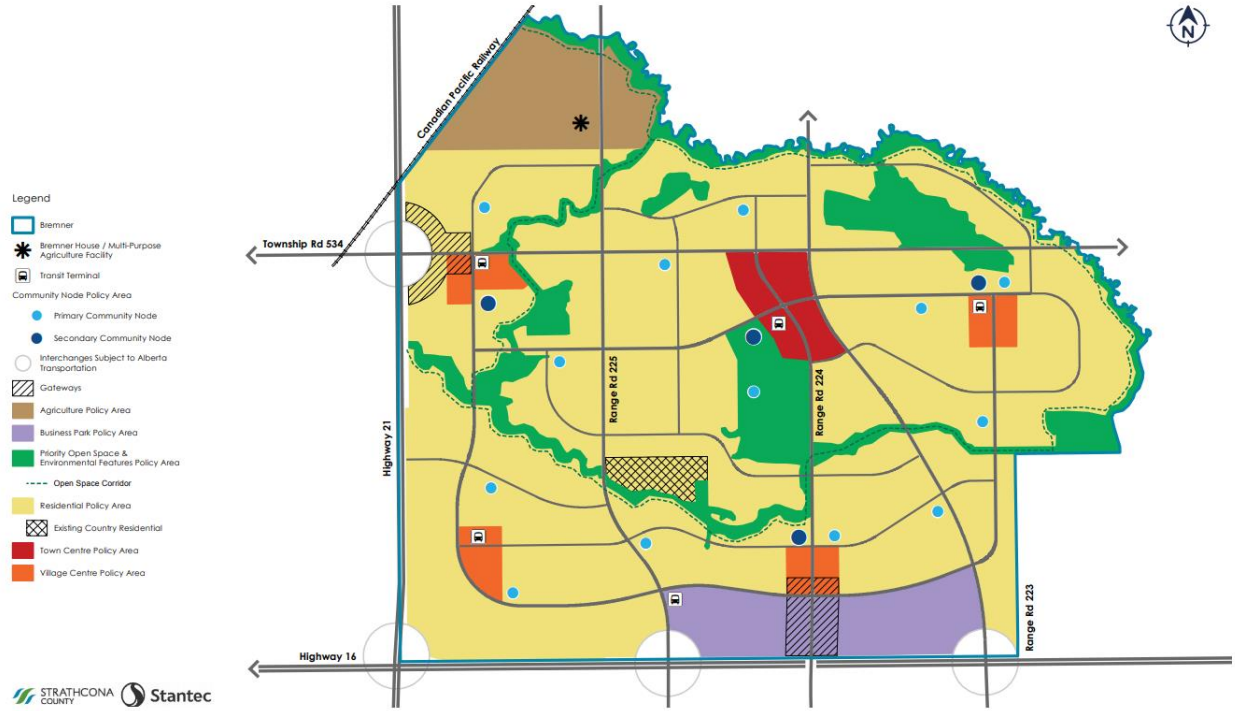 N
Canadian Pacific Railway
Township Rd 534
Range Rd 225
Range Rd 224
Highway 21
Range Rd 223
Highway 16
Legend
Bremner
Bremner House / Multi-Purpose
Agriculture Facility
Transit Terminal
Community Node Policy Area
Primary Community Node
Secondary Community Node
Interchanges Subject to Alberta
Transportation
Gateways
Agriculture Policy Area
Business Park Policy Area
Priority Open Space &
Environmental Features Policy Area
Open Space Corridor
Residential Policy Area
Existing Country Residential
Town Centre Policy Area
Village Centre Policy Area
STRATHCONA
COUNTY
Stantec